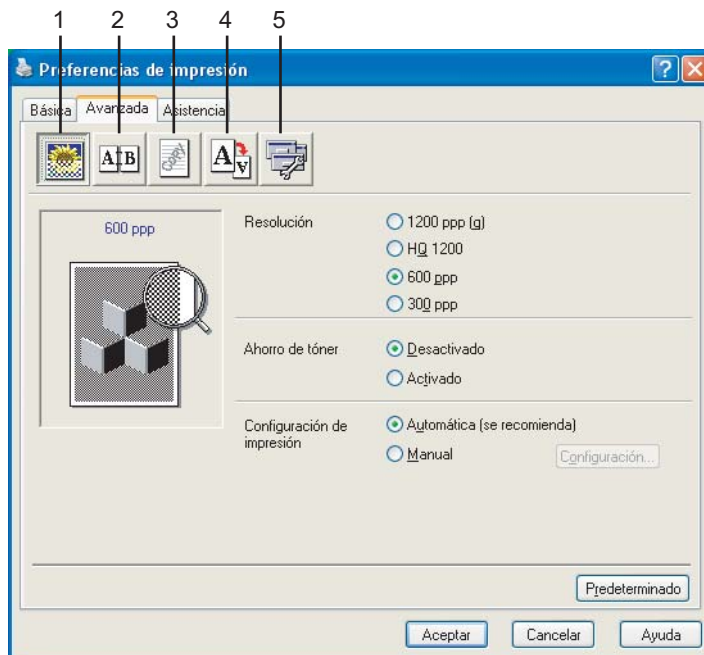 1 2 3 4 5
Preferencias de impresión
Básica Avanzada Asistencia
A B COPY A A
600 ppp
Resolución
1200 ppp (g)
HQ 1200
600 ppp
300 ppp
Ahorro de tóner
Desactivado
Activado
Configuración de
impresión
Automática (se recomienda)
Manual
Configuración...
Predeterminado
Aceptar Cancelar Ayuda